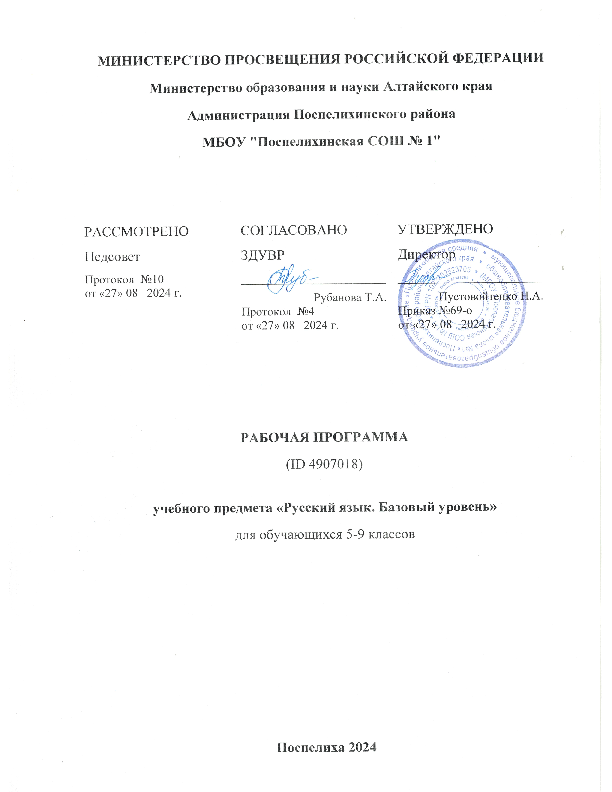 МИНИСТЕРСТВО ПРОСВЕЩЕНИЯ РОССИЙСКОЙ ФЕДЕРАЦИИ
Министерство образования и науки Алтайского края
Администрация Поспелихинского района
МБОУ "Поспелихинская СОШ № 1"
РАССМОТРЕНО
Педсовет
Протокол №10
от «27» 08 2024 г.
СОГЛАСОВАНО
ЗДУВР
Рубанова Т.А.
Протокол №4
от «27» 08 2024 г.
УТВЕРЖДЕНО
Директор
Пустовойтенко Н.А.
Приказ №69-о
от «27» 08 2024 г.
РАБОЧАЯ ПРОГРАММА
(ID 4907018)
учебного предмета «Русский язык. Базовый уровень»
для обучающихся 5-9 классов
Поспелиха 2024